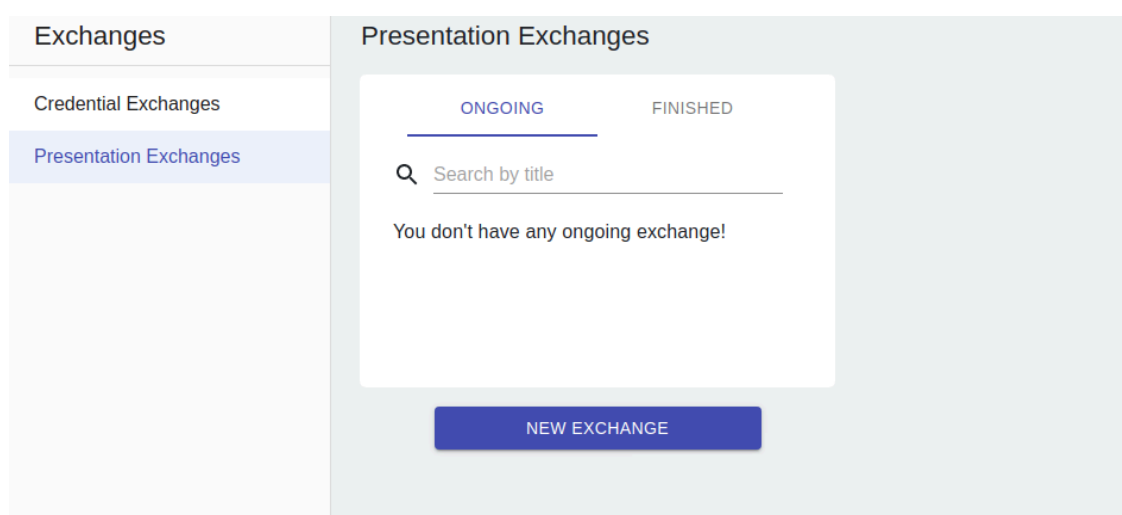 Exchanges
Credential Exchanges
Presentation Exchanges
Presentation Exchanges
ONGOING
FINISHED
Search by title
You don't have any ongoing exchange!
NEW EXCHANGE